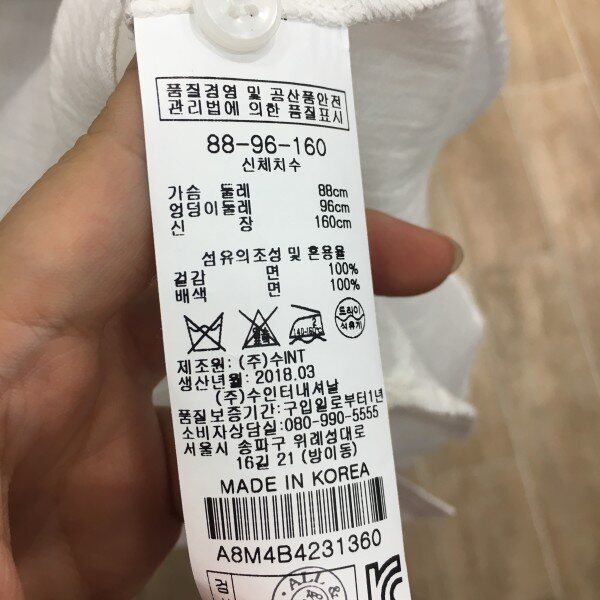 품질경영 및 공산품안전
관리법에 의한 품질표시
88-96-160
신체치수
가슴 둘레 88cm
엉덩이둘레 96cm
신 장 160cm
섬유의조성 및 혼용율
겉감 면 100%
배색 면 100%
드라이
석유계
제조원: (주)수INT
생산년월: 2018.03
(주)수인터내셔날
품질보증기간: 구입일로부터1년
소비자상담실: 080-990-5555
서울시 송파구 위례성대로
16길 21 (방이동)
MADE IN KOREA
A8M4B4231360
검
ALL &